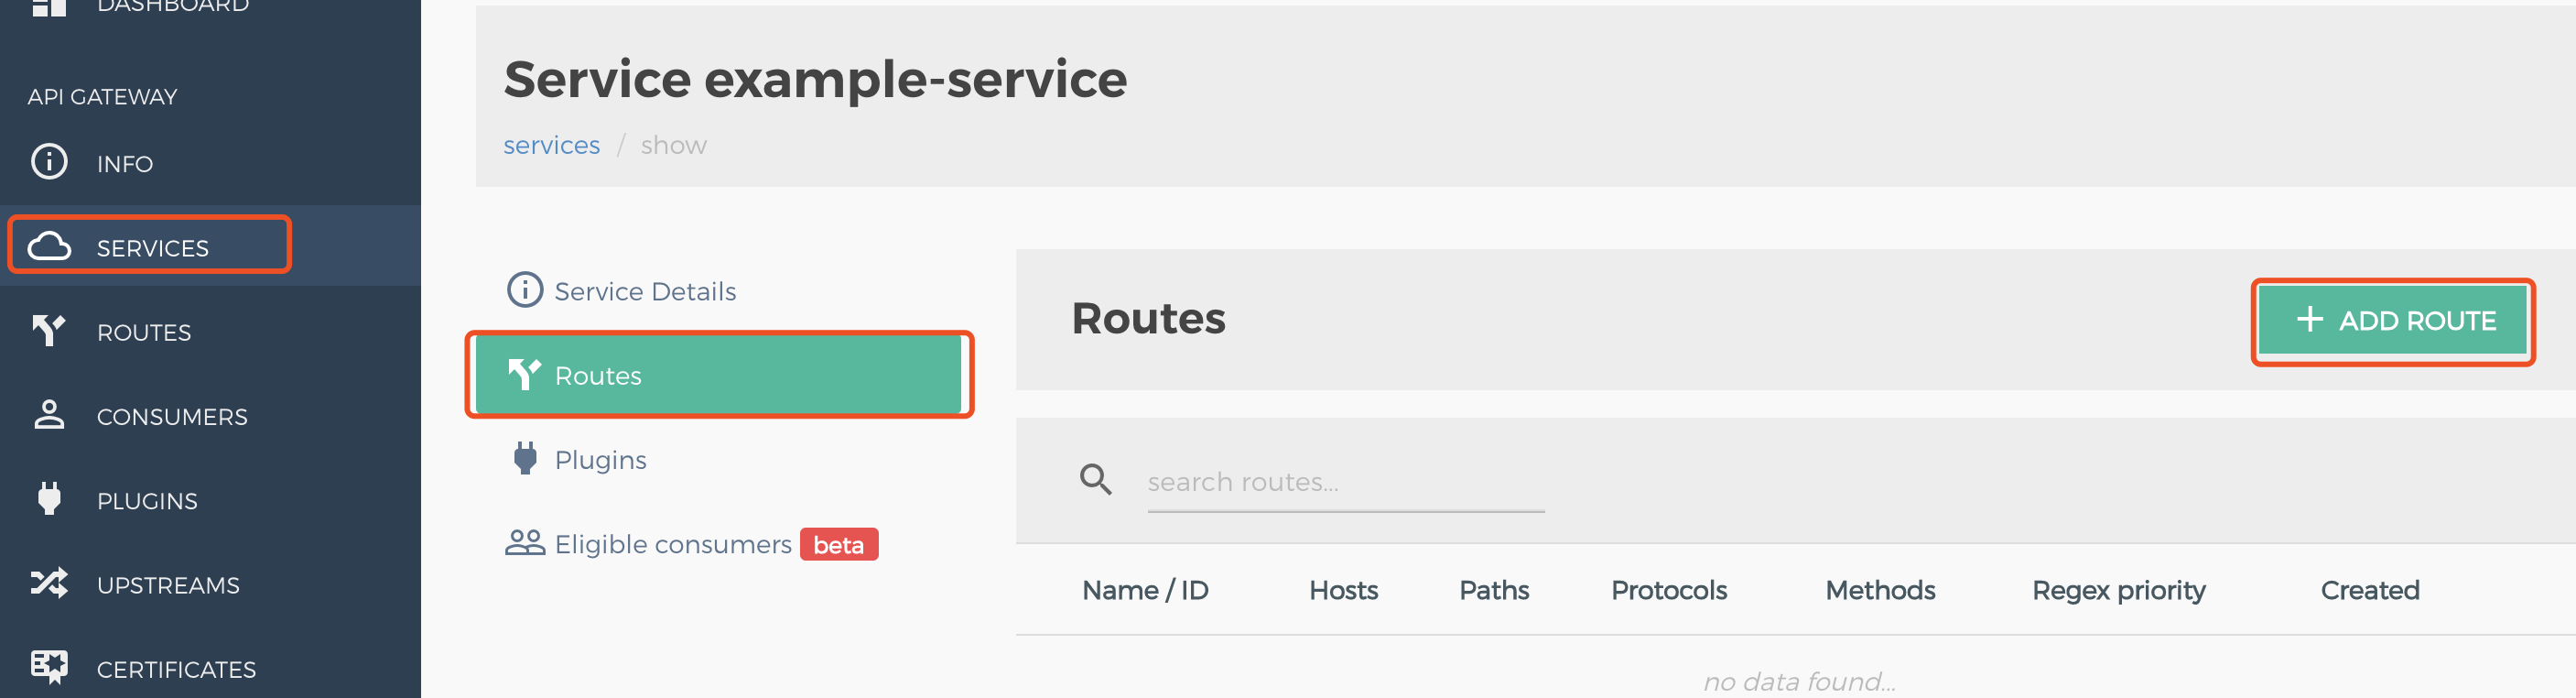 DASHBOARD
API GATEWAY
INFO
SERVICES
ROUTES
CONSUMERS
PLUGINS
UPSTREAMS
CERTIFICATES
Service example-service
services / show
Service Details
Routes
Plugins
Eligible consumers beta
Routes
+ ADD ROUTE
search routes...
Name / ID Hosts Paths Protocols Methods Regex priority Created
no data found...